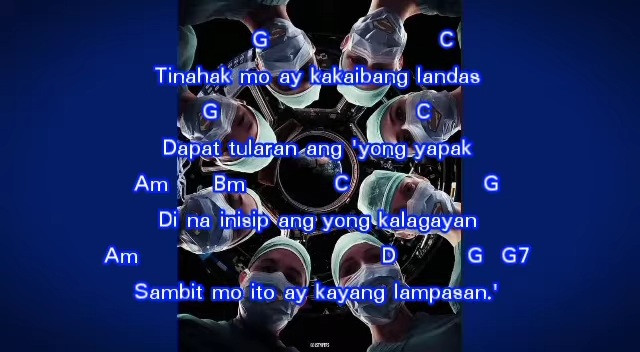 G C
Tinahak mo ay kakaibang landas
G C
Dapat tularan ang 'yong yapak
Am Bm C G
Di na inisip ang yong kalagayan
Am D G G7
Sambit mo ito ay kayang lampasan.'